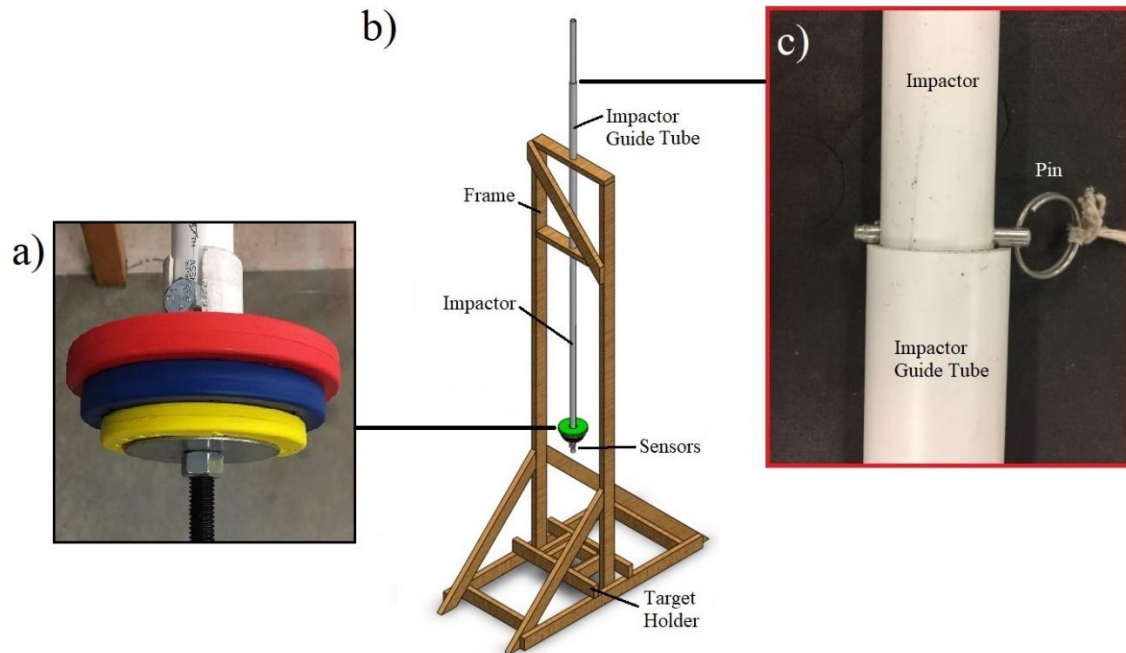 a)
b)
c)
Impactor
Guide Tube
Frame
Impactor
Sensors
Target
Holder
Impactor
Pin
Impactor
Guide Tube